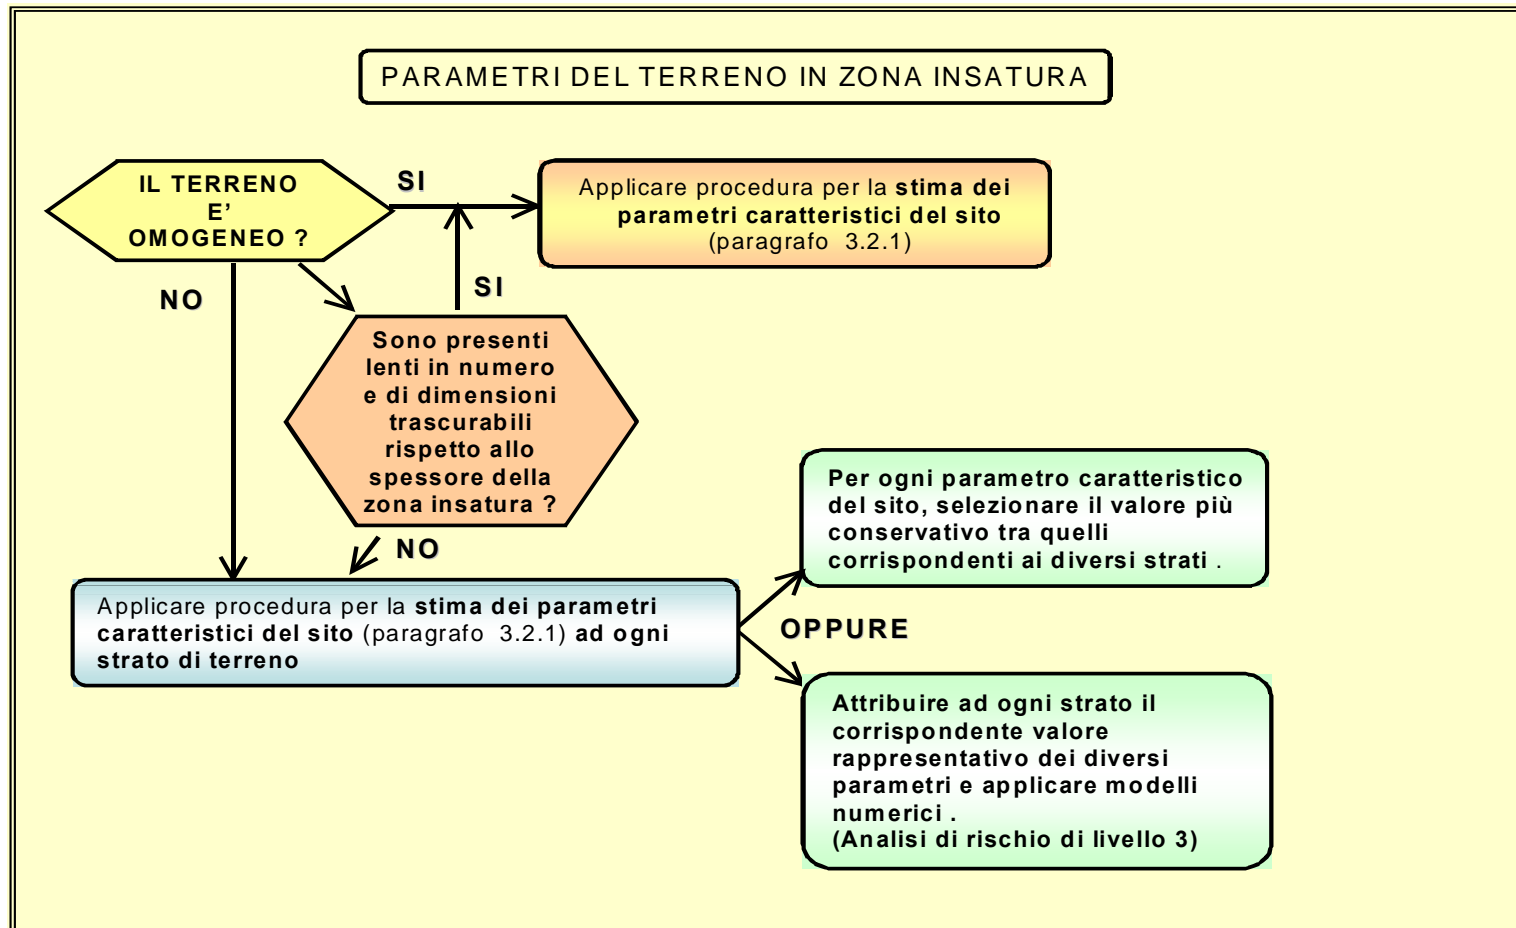 PARAMETRI DEL TERRENO IN ZONA INSATURA
IL TERRENO
E’
OMOGENEO ?
SI
Applicare procedura per la stima dei
parametri caratteristici del sito
(paragrafo 3.2.1)
NO
SI
Sono presenti
lenti in numero
e di dimensioni
trascurabili
rispetto allo
spessore della
zona insatura ?
NO
Applicare procedura per la stima dei parametri
caratteristici del sito (paragrafo 3.2.1) ad ogni
strato di terreno
Per ogni parametro caratteristico
del sito, selezionare il valore più
conservativo tra quelli
corrispondenti ai diversi strati .
OPPURE
Attribuire ad ogni strato il
corrispondente valore
rappresentativo dei diversi
parametri e applicare modelli
numerici .
(Analisi di rischio di livello 3)